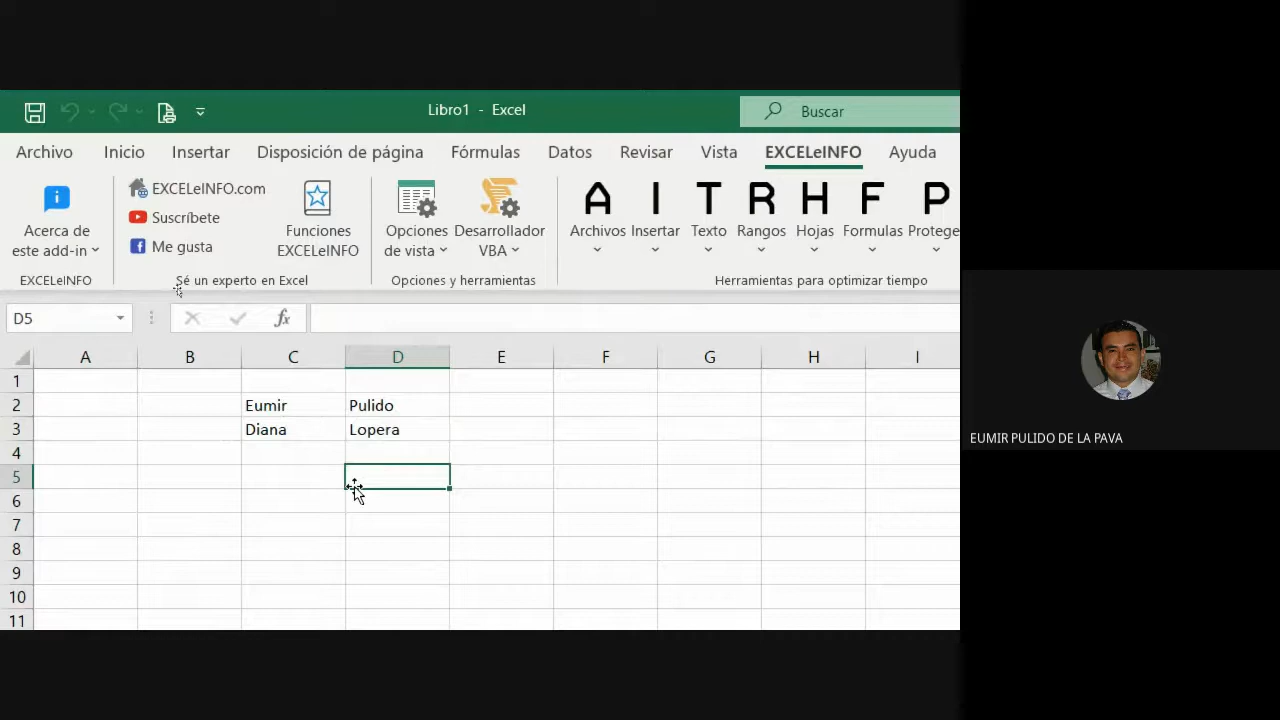 Libro1 - Excel
Buscar
Archivo Inicio Insertar Disposición de página Fórmulas Datos Revisar Vista EXCELeINFO Ayuda
Acerca de este add-in
EXCELeINFO.com
Suscríbete
Me gusta
Funciones EXCELeINFO
Opciones de vista
Desarrollador VBA
A I T R H F P
Archivos Insertar Texto Rangos Hojas Formulas Protege
EXCELeINFO
Sé un experto en Excel
Opciones y herramientas
Herramientas para optimizar tiempo
D5
fx
A B C D E F G H I
1
2 Eumir Pulido
3 Diana Lopera
4
5
6
7
8
9
10
11
EUMIR PULIDO DE LA PAVA